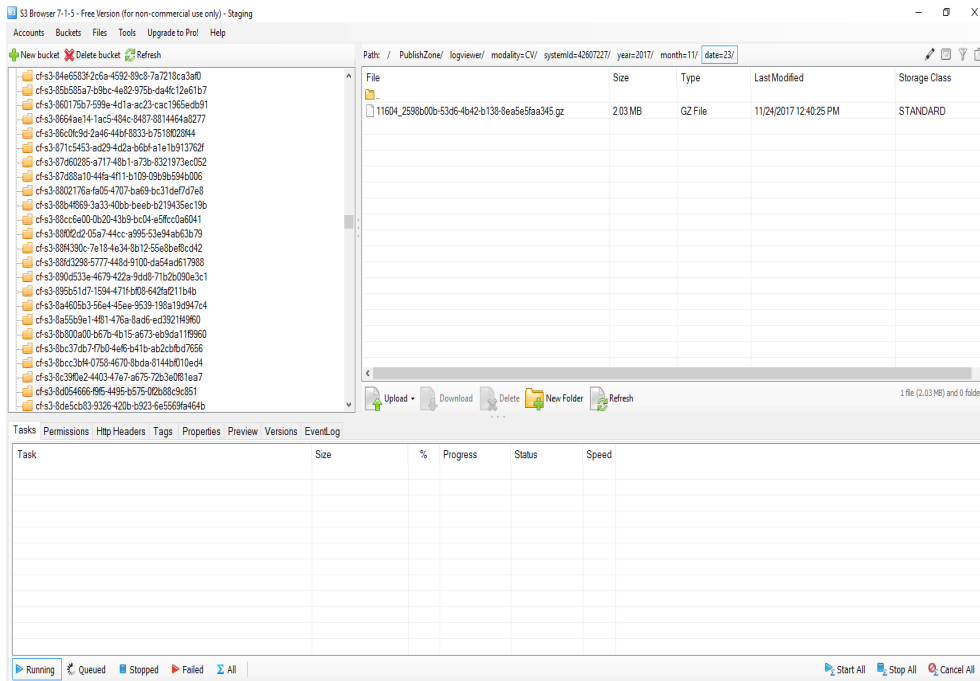 S3 Browser 7-1-5 - Free Version (for non-commercial use only) - Staging
Accounts Buckets Files Tools Upgrade to Pro! Help
New bucket Delete bucket Refresh
Path: / PublishZone/ logviewer/ modality=CV/ systemId=42607227/ year=2017/ month=11/ date=23/
cf-s3-84e6583f-2c6a-4592-89c8-7a7218ca3af0
cf-s3-85b585a7-b9bc-4e82-975b-da4fc12e61b7
cf-s3-860175b7-599e-4d1a-ac23-cac1965edb91
cf-s3-8664ae14-1ac5-484c-8487-8814464a8277
cf-s3-86c0fc9d-2a46-44bf-8833-b7518f028f44
cf-s3-871c5453-ad29-4d2a-b6bf-a1e1b913762f
cf-s3-87d60285-a717-48b1-a73b-8321973ec052
cf-s3-87d88a10-44fa-4f11-b109-09b9b594b006
cf-s3-8802176a-fa05-4707-ba69-bc31def7d7e8
cf-s3-88b4f869-3a33-40bb-beeb-b219435ec19b
cf-s3-88cc6e00-0b20-43b9-bc04-e5ffcc0a6041
cf-s3-88f0f2d2-05a7-44cc-a995-53e94ab63b79
cf-s3-88f4390c-7e18-4e34-8b12-55e8bef8cd42
cf-s3-88fd3298-5777-448d-9100-da54ad617988
cf-s3-890d533e-4679-422a-9dd8-71b2b090e3c1
cf-s3-895b51d7-1594-471f-bf08-642faf211b4b
cf-s3-8a4605b3-56e4-45ee-9539-198a19d947c4
cf-s3-8a55b9e1-4f81-476a-8ad6-ed3921f49f60
cf-s3-8b800a00-b67b-4b15-a673-eb9da11f9960
cf-s3-8bc37db7-f7b0-4ef6-b41b-ab2cbfbd7656
cf-s3-8bcc3bf4-0758-4670-8bda-8144bf010ed4
cf-s3-8c39f0e2-4403-47e7-a675-72b3e0f81ea7
cf-s3-8d054666-f9f5-4495-b575-0f2b88c9c851
cf-s3-8de5cb83-9326-420b-b923-6e5569fa464b
File Size Type Last Modified Storage Class
..
11604_2598b00b-53d6-4b42-b138-8ea5e5faa345.gz 2.03 MB GZ File 11/24/2017 12:40:25 PM STANDARD
Upload Download Delete New Folder Refresh
1 file (2.03 MB) and 0 folde
Tasks Permissions Http Headers Tags Properties Preview Versions EventLog
Task Size % Progress Status Speed
Running Queued Stopped Failed All
Start All Stop All Cancel All